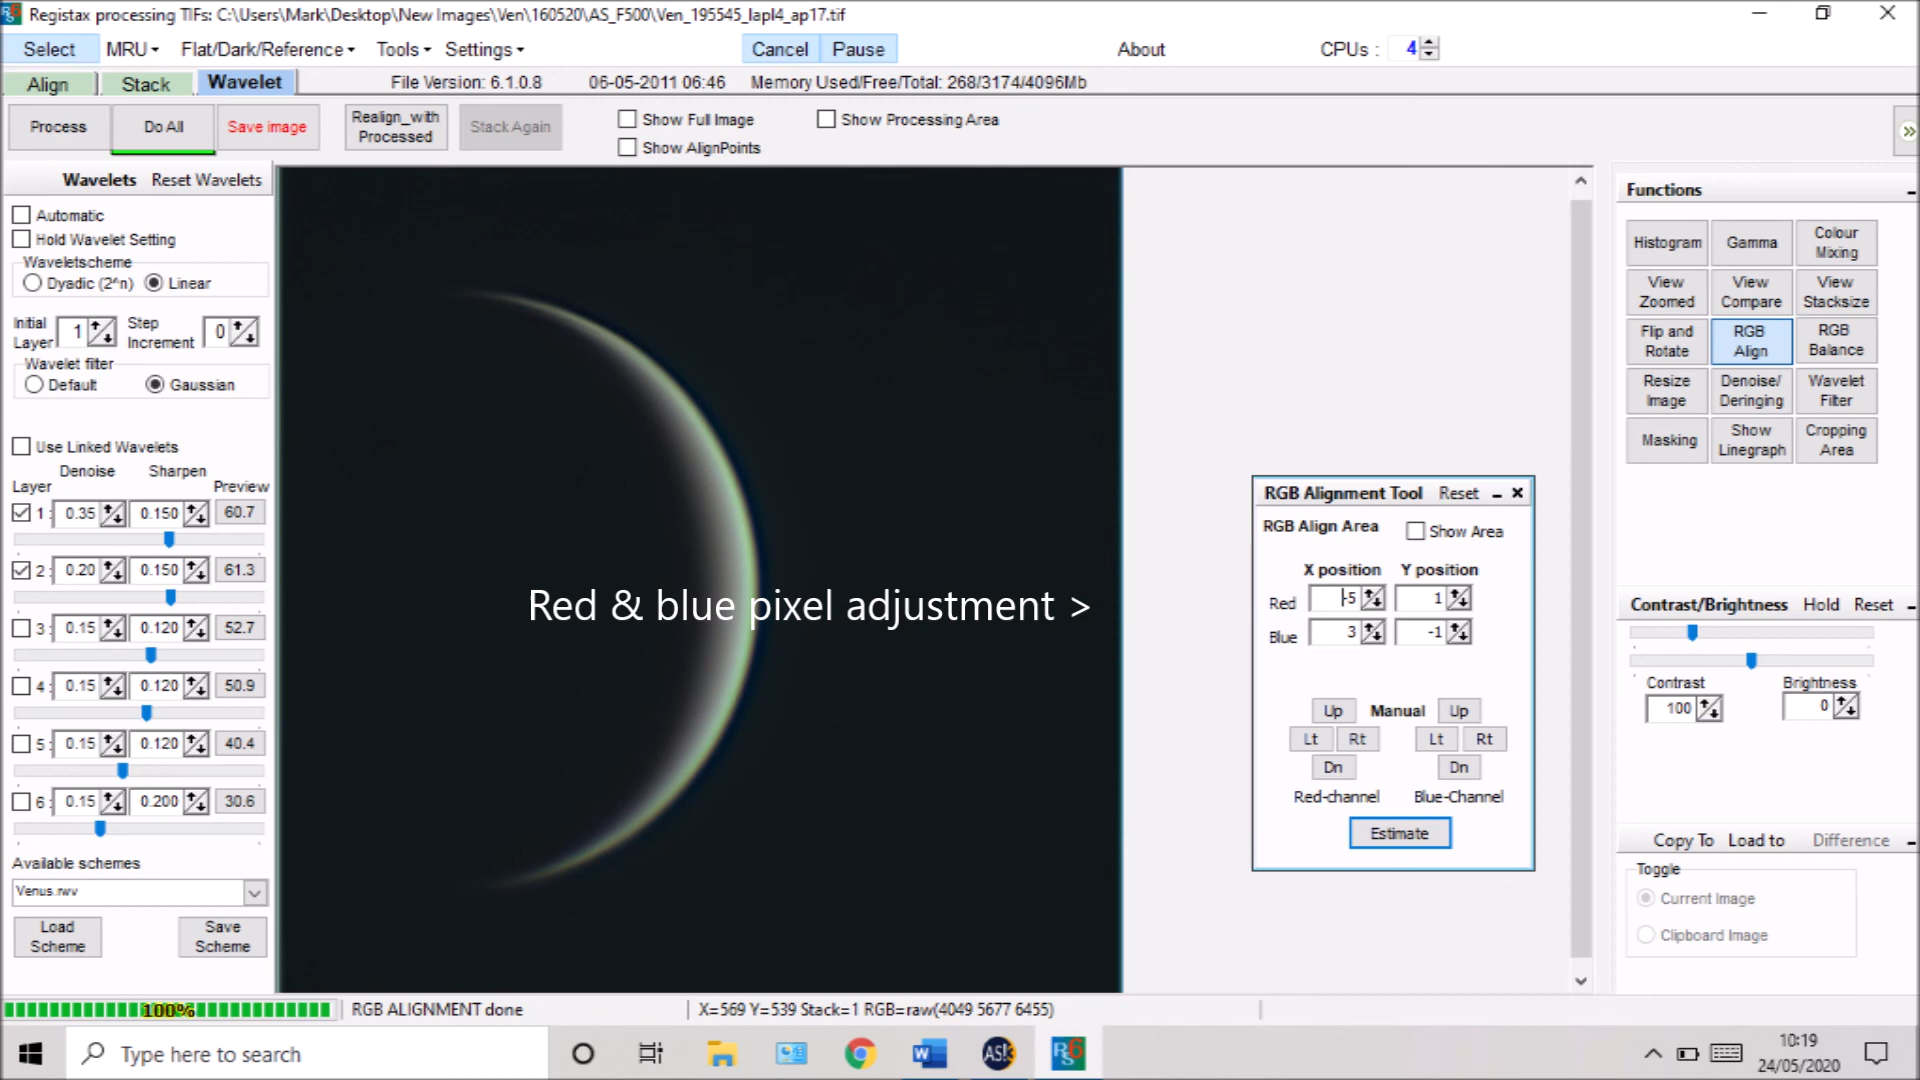 Registax processing TIFs: C:\Users\Mark\Desktop\New Images\Ven\160520\AS_F500\Ven_195545_lapl4_ap17.tif
Select MRU Flat/Dark/Reference Tools Settings Cancel Pause About CPUs : 4
Align Stack Wavelet File Version: 6.1.0.8 06-05-2011 06:46 Memory Used/Free/Total: 268/3174/4096Mb
Process Do All Save image Realign_with Processed Stack Again
Show Full Image Show Processing Area
Show AlignPoints
Wavelets Reset Wavelets
Automatic
Hold Wavelet Setting
Waveletscheme
Dyadic (2^n) Linear
Initial Layer 1 Step Increment 0
Wavelet filter
Default Gaussian
Use Linked Wavelets
Denoise Sharpen
Layer Preview
1 : 0.35 0.150 60.7
2 : 0.20 0.150 61.3
3 : 0.15 0.120 52.7
4 : 0.15 0.120 50.9
5 : 0.15 0.120 40.4
6 : 0.15 0.200 30.6
Available schemes
Venus.rwv
Load Scheme Save Scheme
Red & blue pixel adjustment >
RGB Alignment Tool Reset
RGB Align Area Show Area
X position Y position
Red -5 1
Blue 3 -1
Up Manual Up
Lt Rt Lt Rt
Dn Dn
Red-channel Blue-Channel
Estimate
Functions
Histogram Gamma Colour Mixing
View Zoomed View Compare View Stacksize
Flip and Rotate RGB Align RGB Balance
Resize Image Denoise/ Deringing Wavelet Filter
Masking Show Linegraph Cropping Area
Contrast/Brightness Hold Reset
Contrast Brightness
100 0
Copy To Load to Difference
Toggle
Current Image
Clipboard Image
100% RGB ALIGNMENT done X=569 Y=539 Stack=1 RGB=raw(4049 5677 6455)
Type here to search
AS!3
RS6
10:19
24/05/2020